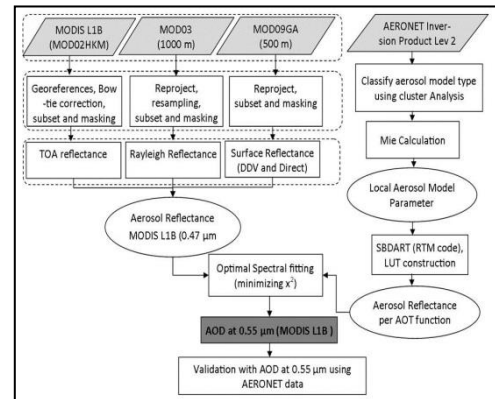 MODIS L1B
(MOD02HKM)
MOD03
(1000 m)
MOD09GA
(500 m)
AERONET Inver-
sion Product Lev 2
Georeferences, Bow
-tie correction,
subset and masking
Reproject,
resampling,
subset and masking
Reproject,
subset and masking
Classify aerosol model type
using cluster Analysis
Mie Calculation
TOA reflectance
Rayleigh Reflectance
Surface Reflectance
(DDV and Direct)
Local Aerosol Model
Parameter
Aerosol Reflectance
MODIS L1B (0.47 µm
SBDART (RTM code),
LUT construction
Optimal Spectral fitting
(minimizing x²)
Aerosol Reflectance
per AOT function
AOD at 0.55 µm (MODIS L1B )
Validation with AOD at 0.55 µm using
AERONET data